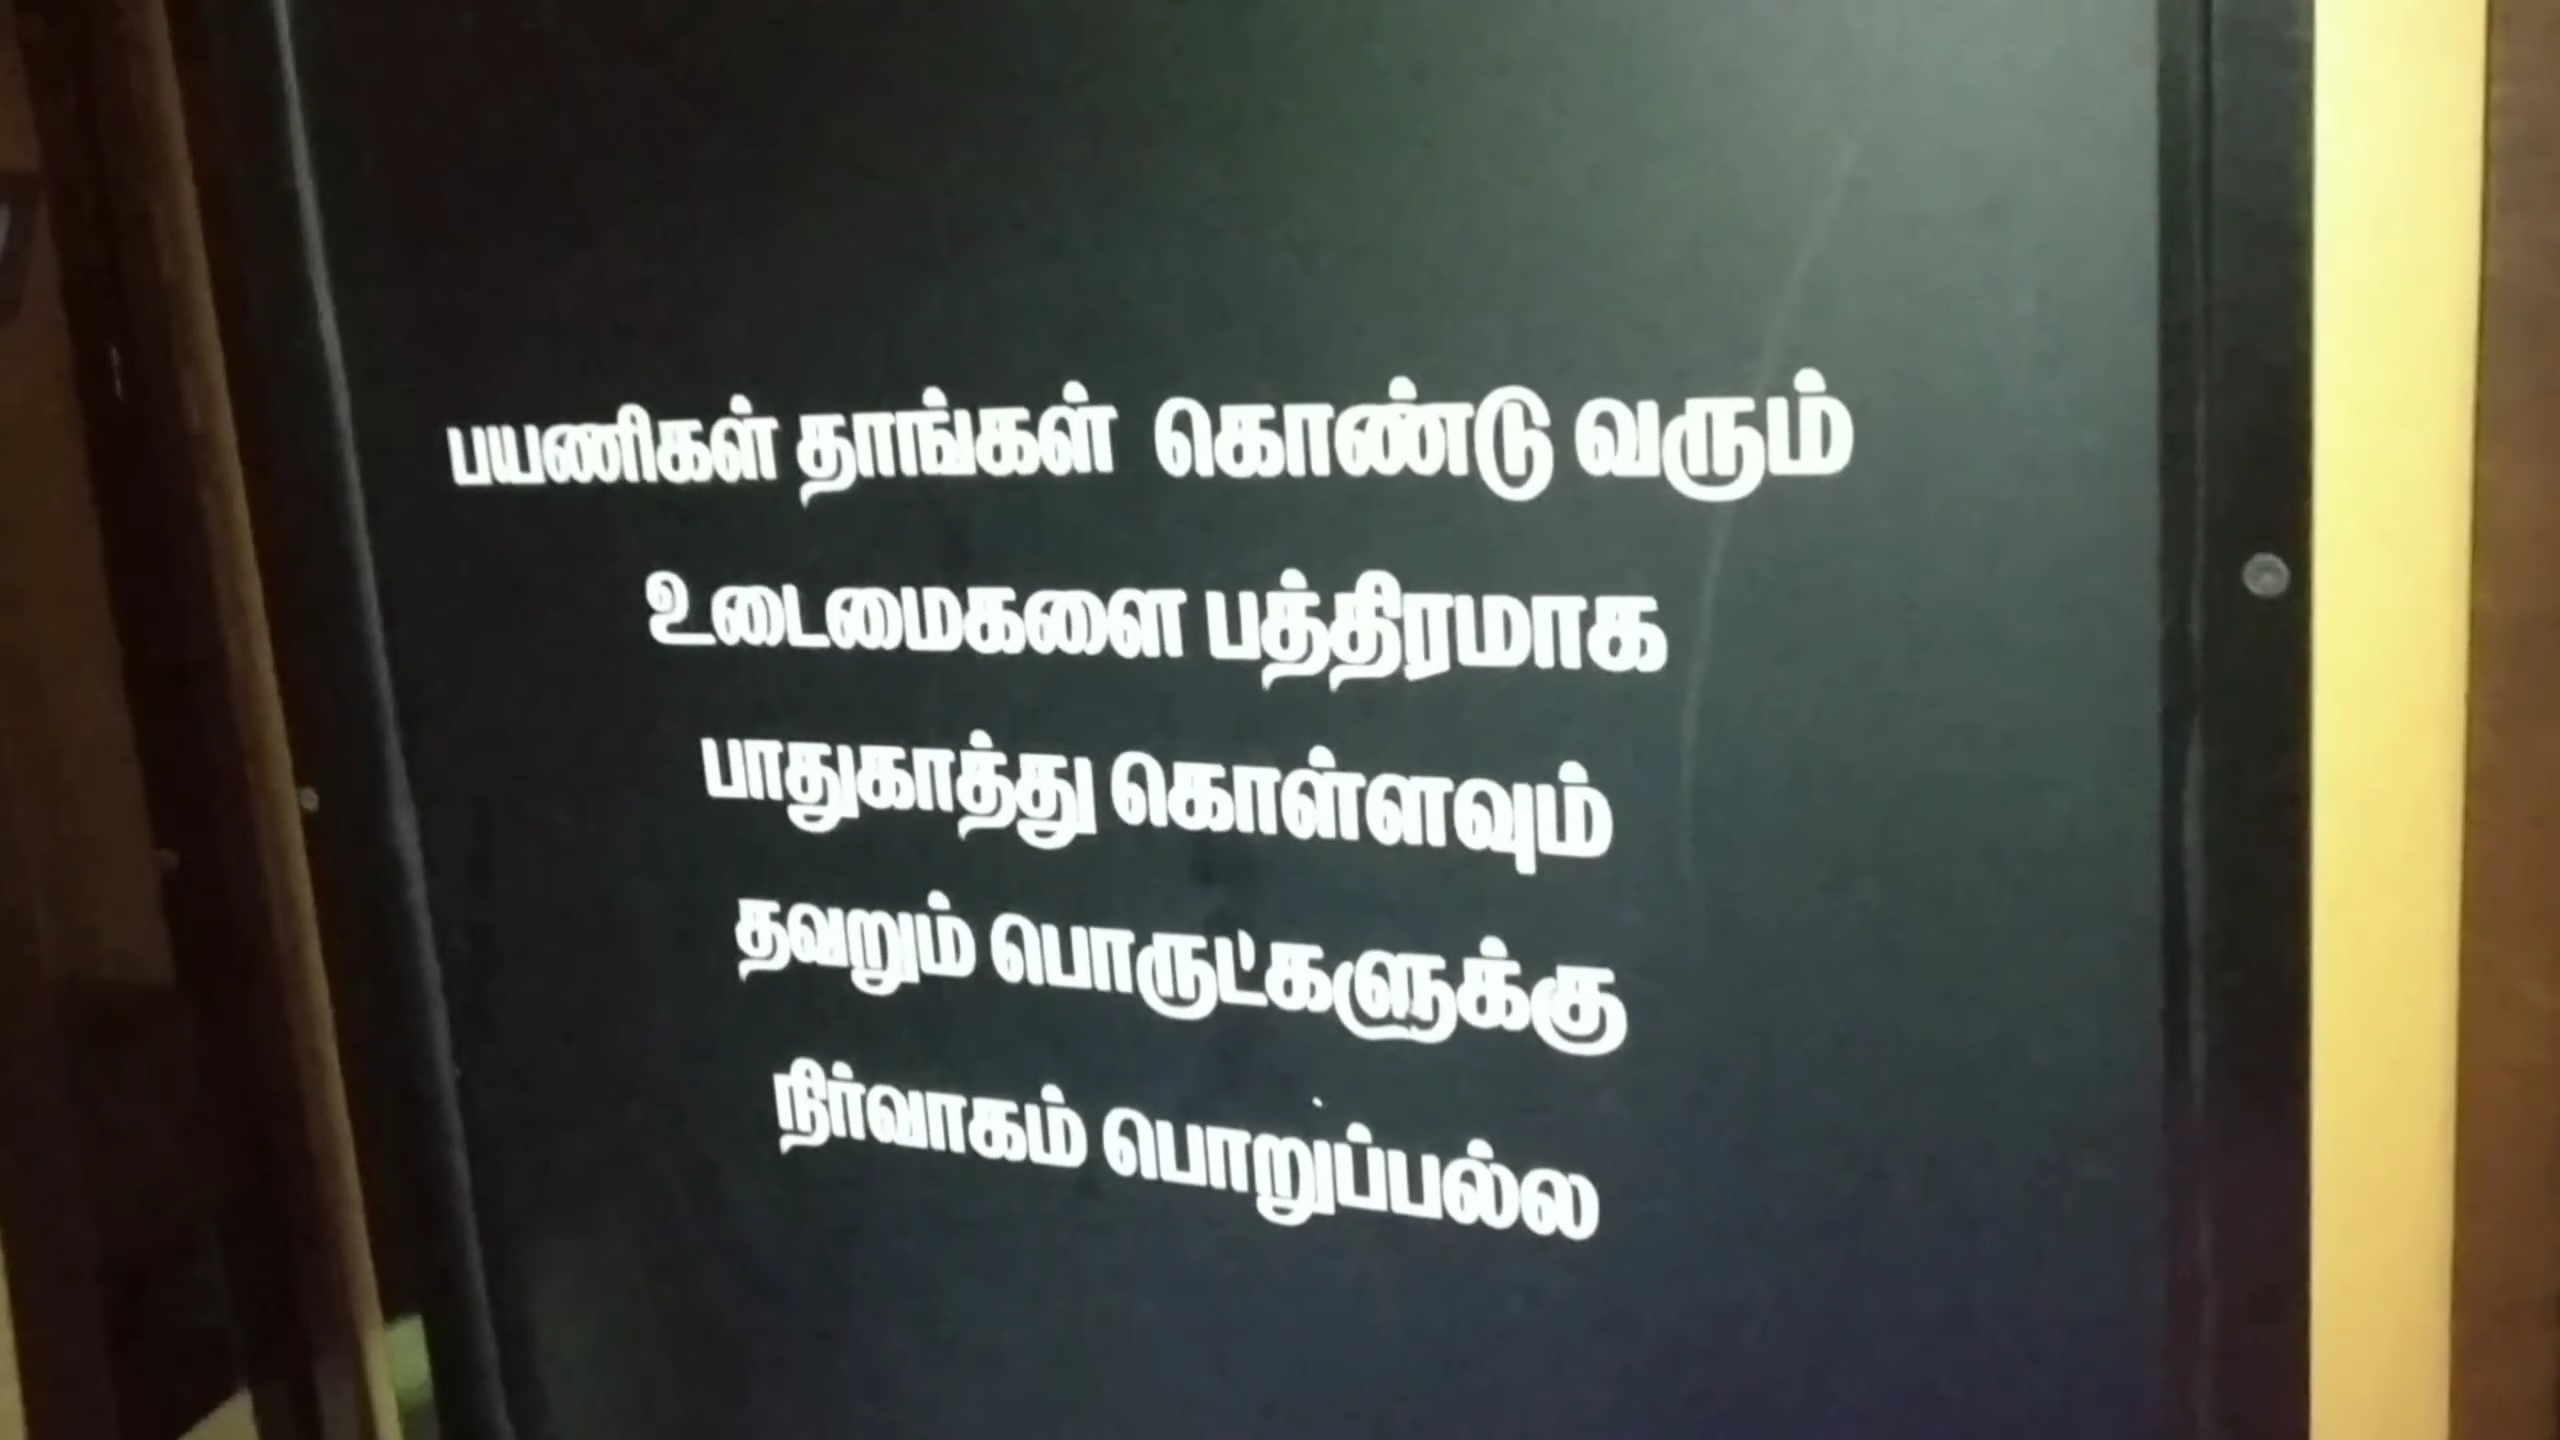 பயணிகள் தாங்கள் கொண்டு வரும்
உடைமைகளை பத்திரமாக
பாதுகாத்து கொள்ளவும்
தவறும் பொருட்களுக்கு
நிர்வாகம் பொறுப்பல்ல